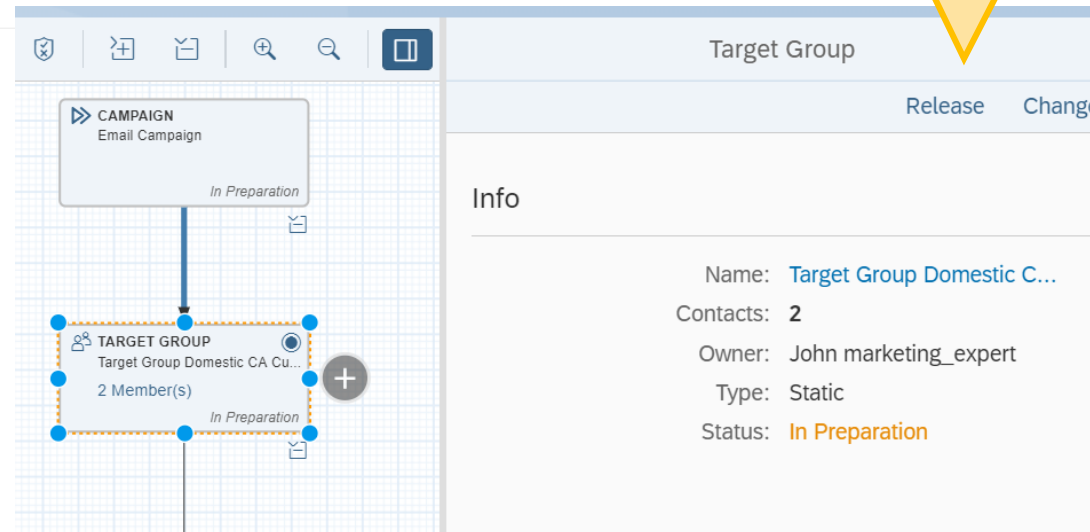 Target Group
Release Change
CAMPAIGN
Email Campaign
In Preparation
Info
Name: Target Group Domestic C...
Contacts: 2
Owner: John marketing_expert
Type: Static
Status: In Preparation
TARGET GROUP
Target Group Domestic CA Cu...
2 Member(s)
In Preparation